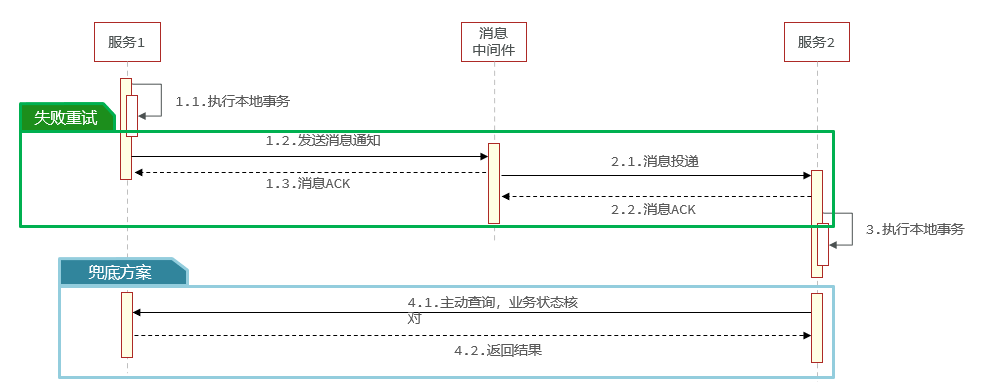 服务1
消息
中间件
服务2
1.1.执行本地事务
失败重试
1.2.发送消息通知
2.1.消息投递
1.3.消息ACK
2.2.消息ACK
3.执行本地事务
兜底方案
4.1.主动查询，业务状态核
对
4.2.返回结果